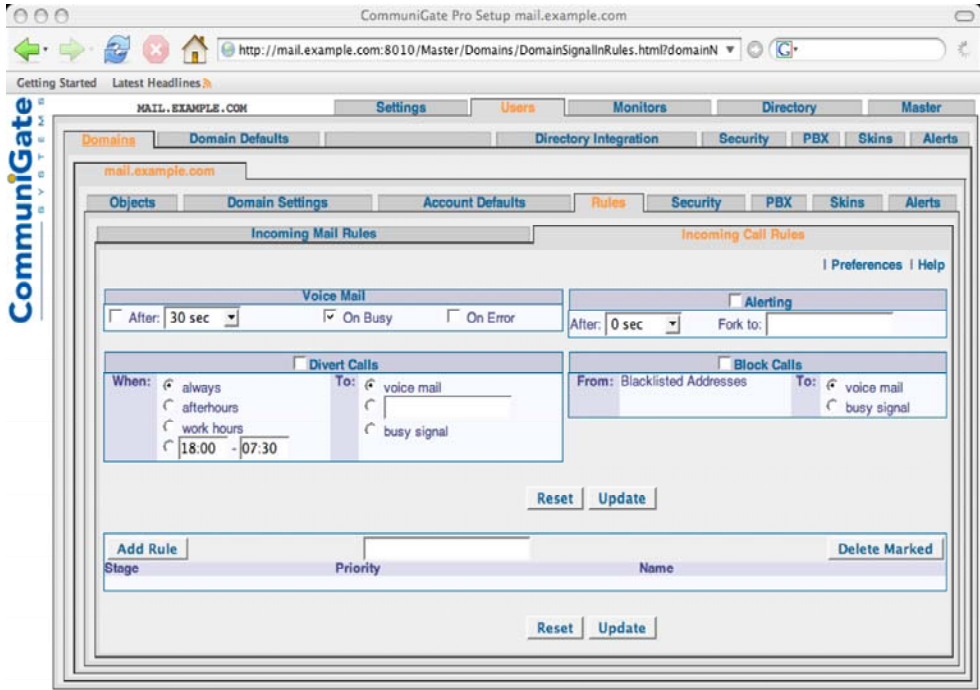 CommuniGate Pro Setup mail.example.com
http://mail.example.com:8010/Master/Domains/DomainSignalInRules.html?domainN
G
Getting Started Latest Headlines
CommuniGate
SYSTEMS
MAIL.EXAMPLE.COM Settings Users Monitors Directory Master
Domains Domain Defaults Directory Integration Security PBX Skins Alerts
mail.example.com
Objects Domain Settings Account Defaults Rules Security PBX Skins Alerts
Incoming Mail Rules Incoming Call Rules
| Preferences | Help
Voice Mail
After: 30 sec On Busy On Error
Alerting
After: 0 sec Fork to:
Divert Calls
When: always To: voice mail
afterhours
work hours busy signal
18:00 - 07:30
Block Calls
From: Blacklisted Addresses To: voice mail
busy signal
Reset Update
Add Rule Delete Marked
Stage Priority Name
Reset Update